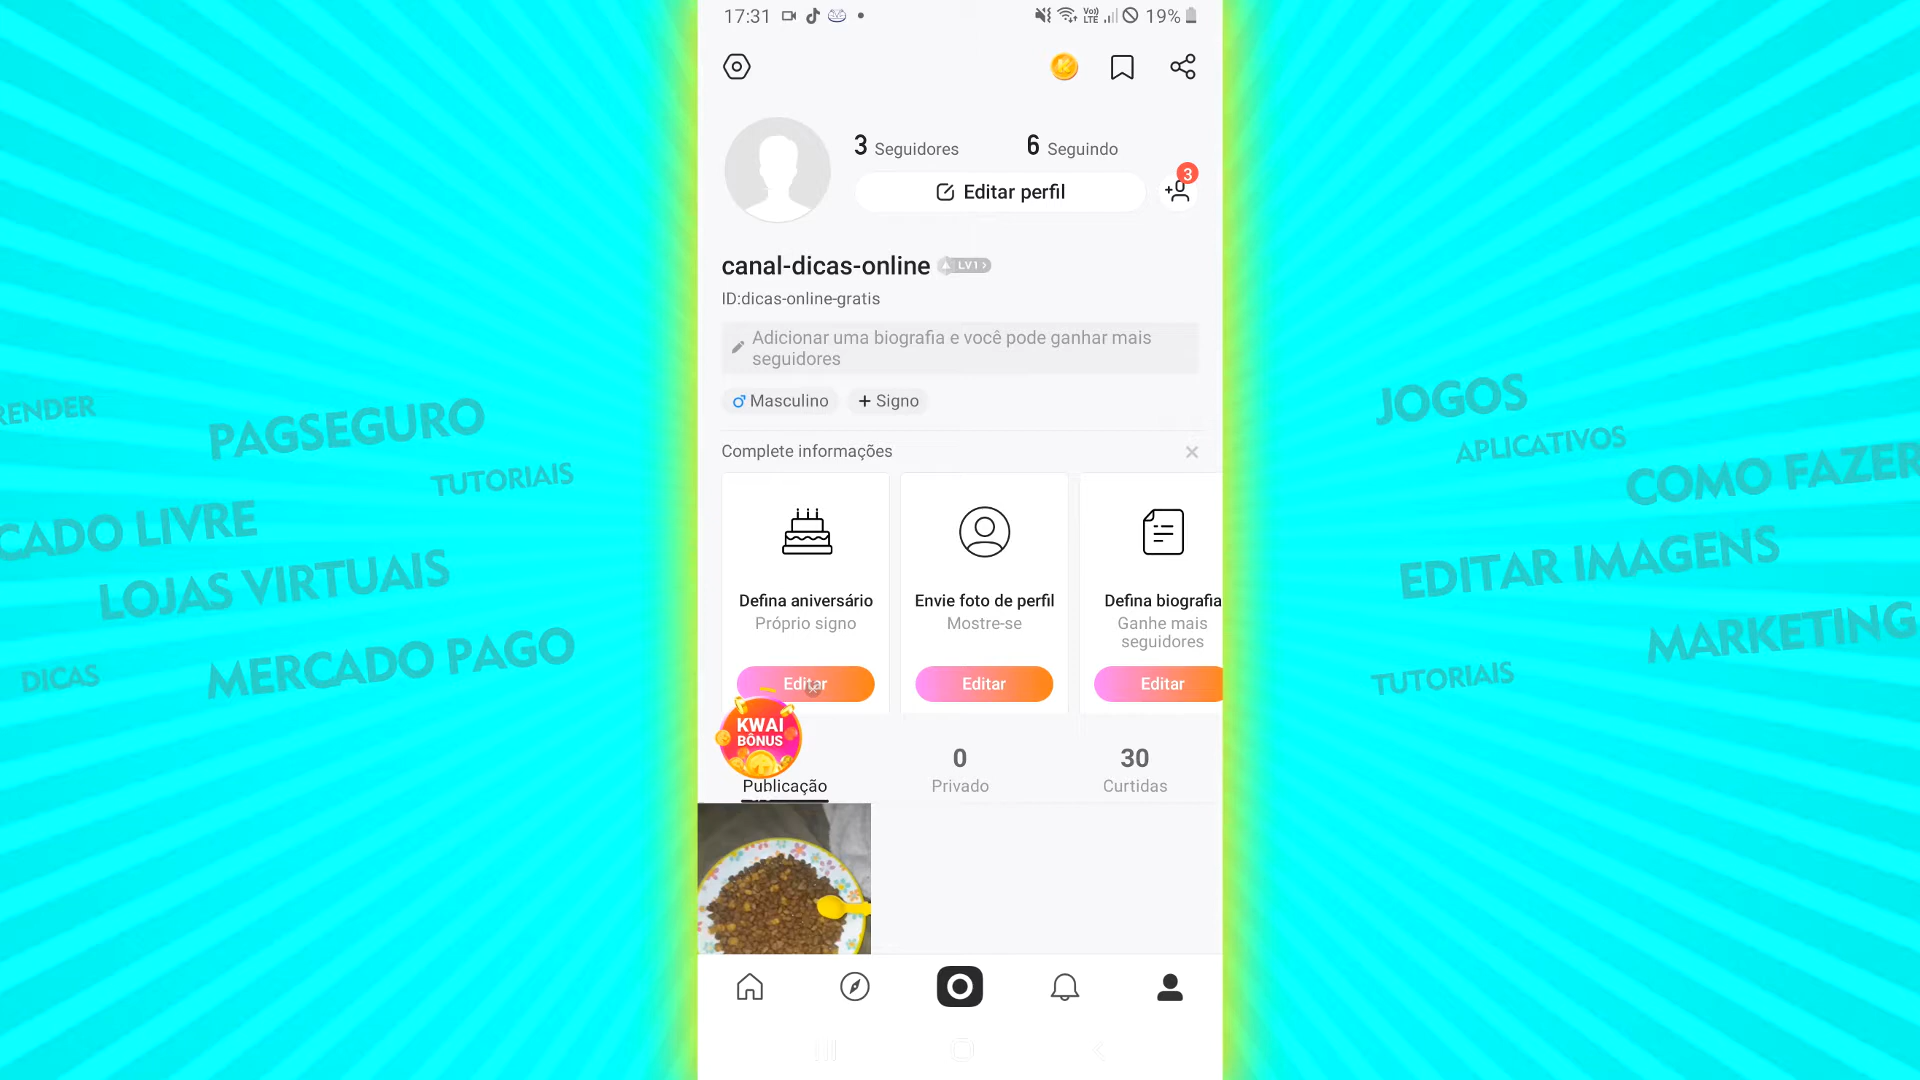 17:31
Vo))
LTE
19%
3 Seguidores
6 Seguindo
Editar perfil
3
canal-dicas-online
LV1
ID:dicas-online-gratis
Adicionar uma biografia e você pode ganhar mais
seguidores
Masculino
+ Signo
Complete informações
Defina aniversário
Próprio signo
Editar
Envie foto de perfil
Mostre-se
Editar
Defina biografia
Ganhe mais
seguidores
Editar
KWAI
BÔNUS
Publicação
0
Privado
30
Curtidas
RENDER
PAGSEGURO
TUTORIAIS
CADO LIVRE
LOJAS VIRTUAIS
MERCADO PAGO
DICAS
JOGOS
APLICATIVOS
COMO FAZER
EDITAR IMAGENS
MARKETING
TUTORIAIS